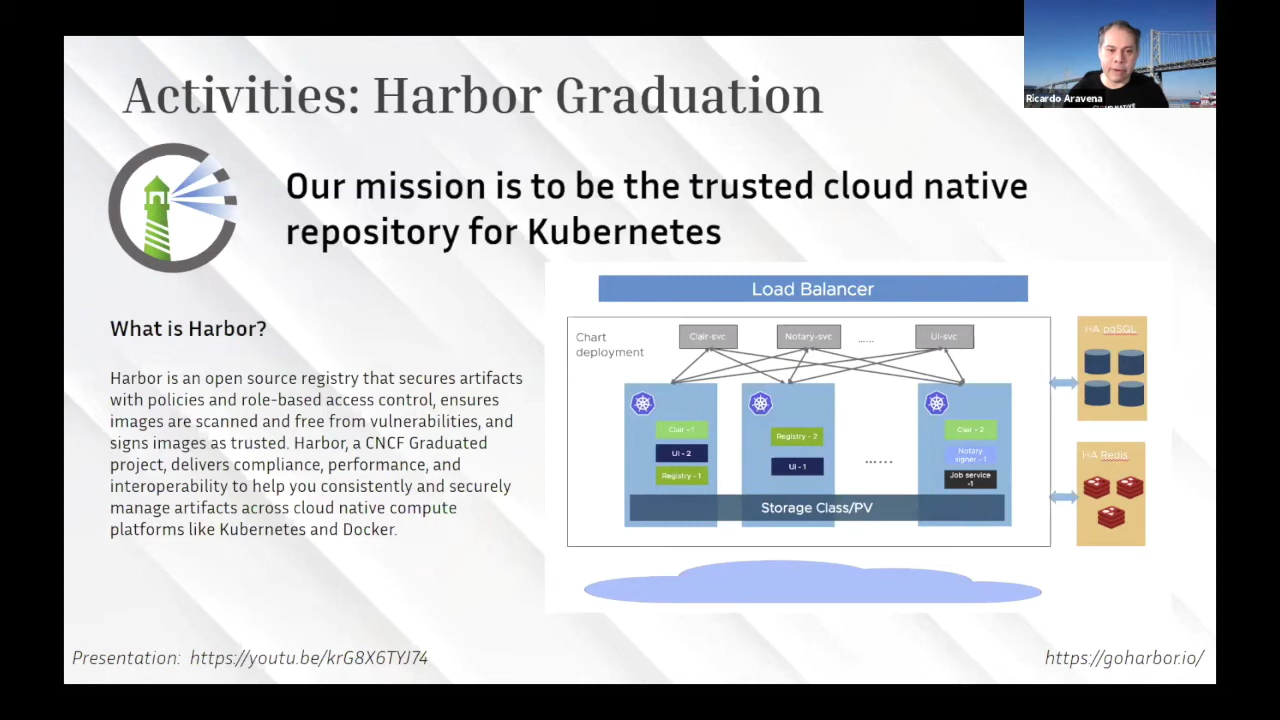 Activities: Harbor Graduation
Ricardo Aravena
Our mission is to be the trusted cloud native
repository for Kubernetes
What is Harbor?
Harbor is an open source registry that secures artifacts
with policies and role-based access control, ensures
images are scanned and free from vulnerabilities, and
signs images as trusted. Harbor, a CNCF Graduated
project, delivers compliance, performance, and
interoperability to help you consistently and securely
manage artifacts across cloud native compute
platforms like Kubernetes and Docker.
Load Balancer
Chart
deployment
Clair-svc
Notary-svc
......
UI-svc
Clair - 1
UI - 2
Registry - 1
Registry - 2
UI - 1
......
Clair - 2
Notary
signer - 1
Job service
-1
Storage Class/PV
HA pqSQL
HA Redis
Presentation: https://youtu.be/krG8X6TYJ74
https://goharbor.io/